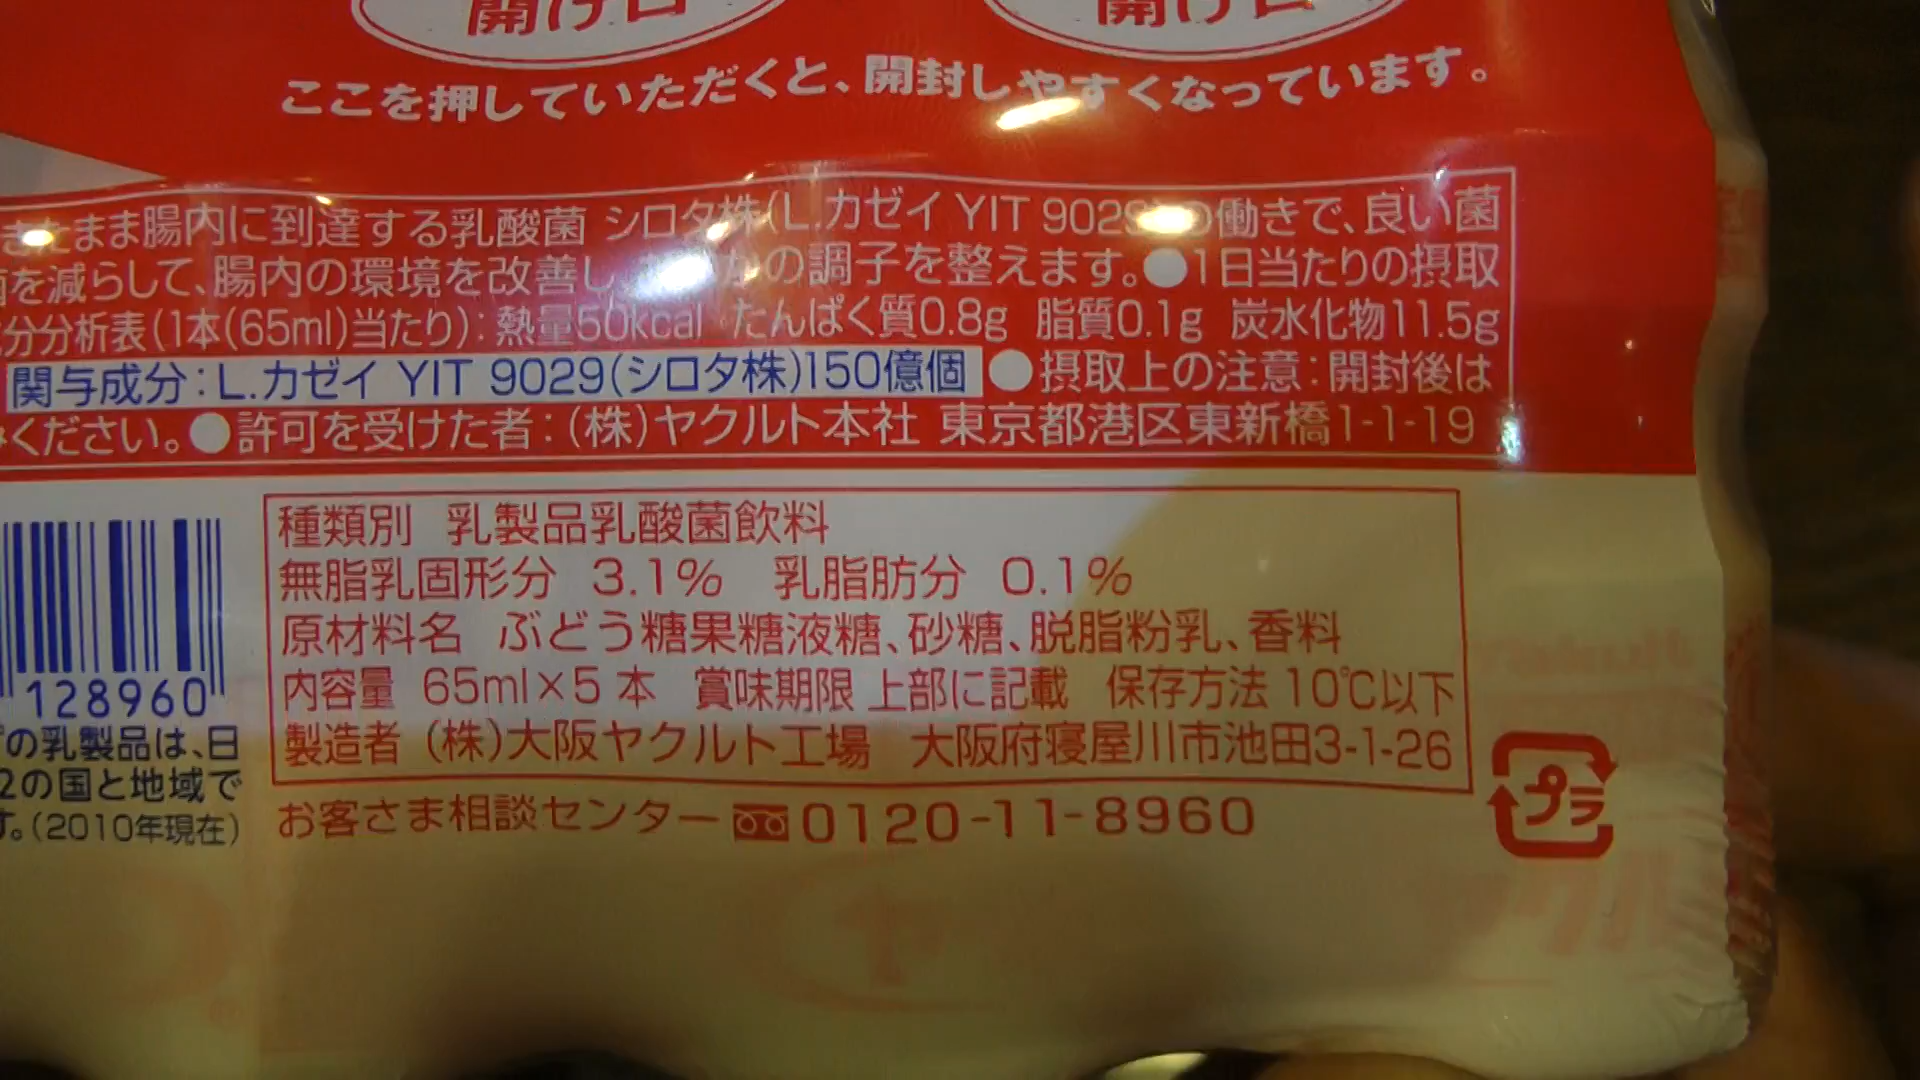 開け口 開け口
ここを押していただくと、開封しやすくなっています。
まま腸内に到達する乳酸菌 シロタ株(L.カゼイ YIT 9029)の働きで、良い菌
を減らして、腸内の環境を改善し の調子を整えます。●1日当たりの摂取
分分析表(1本(65ml)当たり):熱量50kcal たんぱく質0.8g 脂質0.1g 炭水化物11.5g
関与成分:L.カゼイ YIT 9029(シロタ株)150億個 ●摂取上の注意:開封後は
ください。●許可を受けた者:(株)ヤクルト本社 東京都港区東新橋1-1-19
種類別 乳製品乳酸菌飲料
無脂乳固形分 3.1% 乳脂肪分 0.1%
原材料名 ぶどう糖果糖液糖、砂糖、脱脂粉乳、香料
内容量 65ml×5本 賞味期限 上部に記載 保存方法 10℃以下
製造者 (株)大阪ヤクルト工場 大阪府寝屋川市池田3-1-26
お客さま相談センター 0120-11-8960
128960
の乳製品は、日
2の国と地域で
す。(2010年現在)
プラ